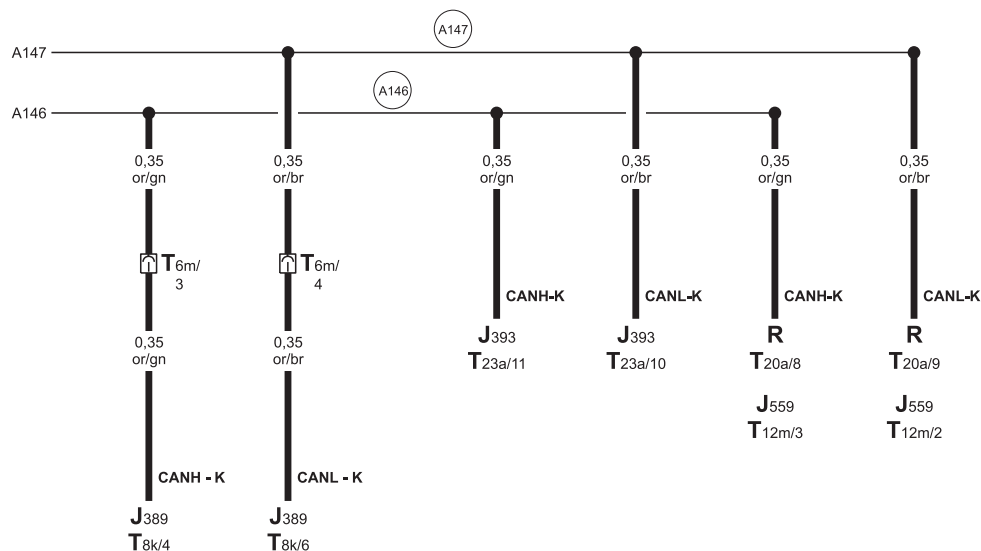 A147
A147
A146
A146
0,35 0,35 0,35 0,35 0,35 0,35
or/gn or/br or/gn or/br or/gn or/br
T6m/ T6m/
3 4
CANH-K CANL-K CANH-K CANL-K
0,35 0,35 J393 J393 R R
or/gn or/br T23a/11 T23a/10 T20a/8 T20a/9
J559 J559
T12m/3 T12m/2
CANH - K CANL - K
J389 J389
T8k/4 T8k/6